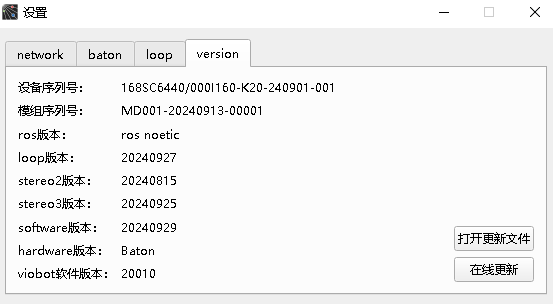 设置
network baton loop version
设备序列号： 168SC6440/000I160-K20-240901-001
模组序列号： MD001-20240913-00001
ros版本： ros noetic
loop版本： 20240927
stereo2版本： 20240815
stereo3版本： 20240925
software版本： 20240929
hardware版本： Baton
viobot软件版本： 20010
打开更新文件
在线更新